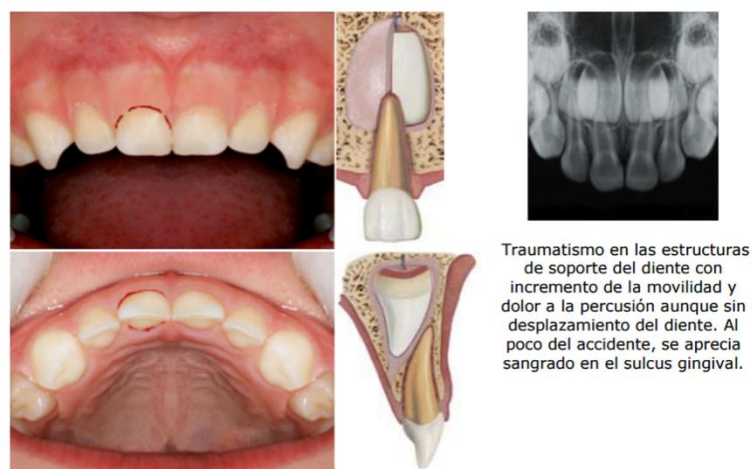 Traumatismo en las estructuras
de soporte del diente con
incremento de la movilidad y
dolor a la percusión aunque sin
desplazamiento del diente. Al
poco del accidente, se aprecia
sangrado en el sulcus gingival.